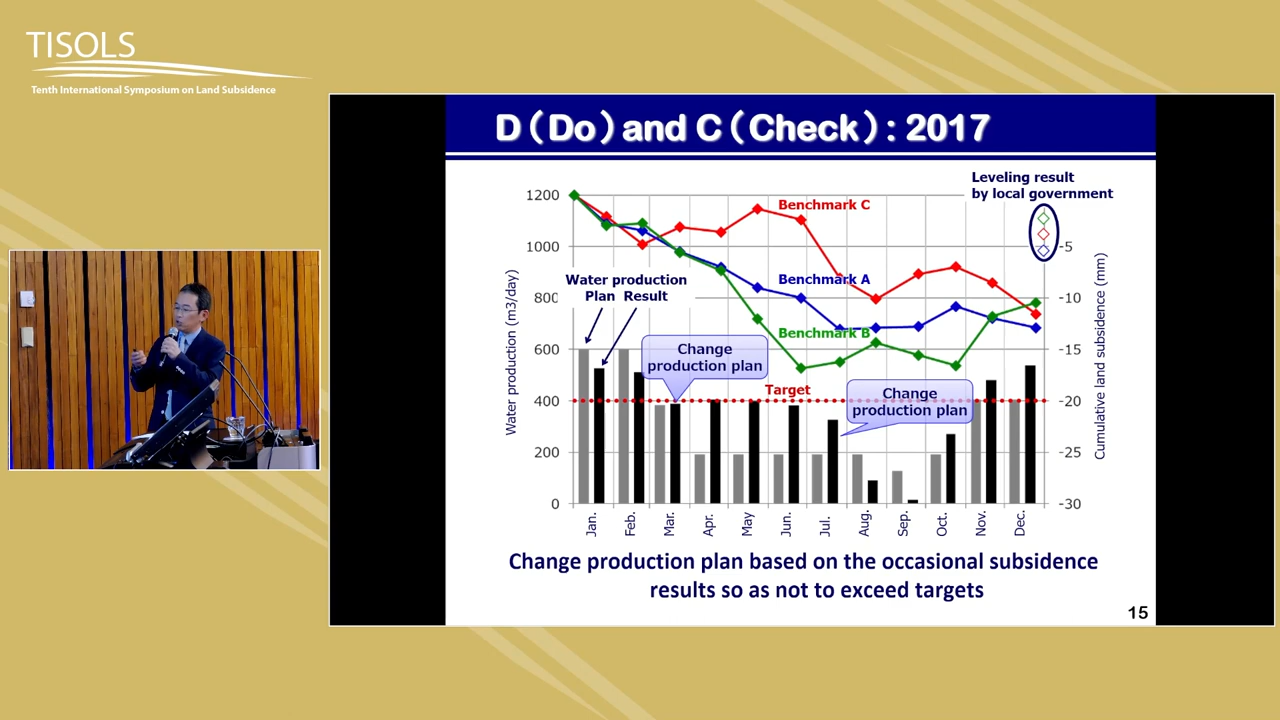 TISOLS
Tenth International Symposium on Land Subsidence
D（Do）and C（Check）: 2017
Leveling result
by local government
1200
1000
800
600
400
200
0
Water production (m3/day)
Benchmark C
Benchmark A
Benchmark B
Water production
Plan Result
Change
production plan
Target
Change
production plan
-5
-10
-15
-20
-25
-30
Cumulative land subsidence (mm)
Jan.
Feb.
Mar.
Apr.
May
Jun.
Jul.
Aug.
Sep.
Oct.
Nov.
Dec.
Change production plan based on the occasional subsidence
results so as not to exceed targets
15